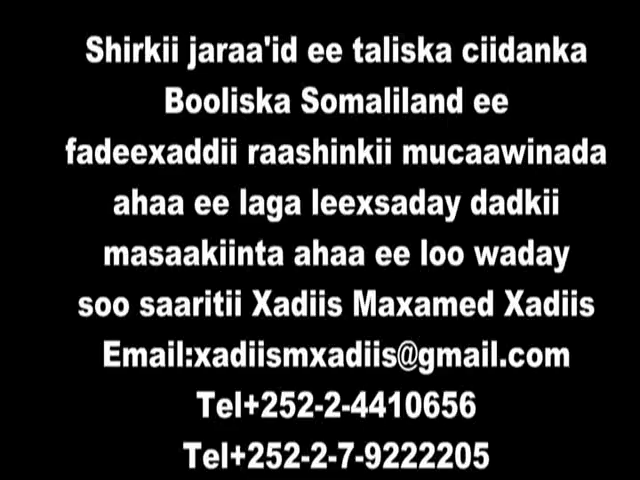 Shirkii jaraa'id ee taliska ciidanka
Booliska Somaliland ee
fadeexaddii raashinkii mucaawinada
ahaa ee laga leexsaday dadkii
masaakiinta ahaa ee loo waday
soo saaritii Xadiis Maxamed Xadiis
Email:xadiismxadiis@gmail.com
Tel+252-2-4410656
Tel+252-2-7-9222205